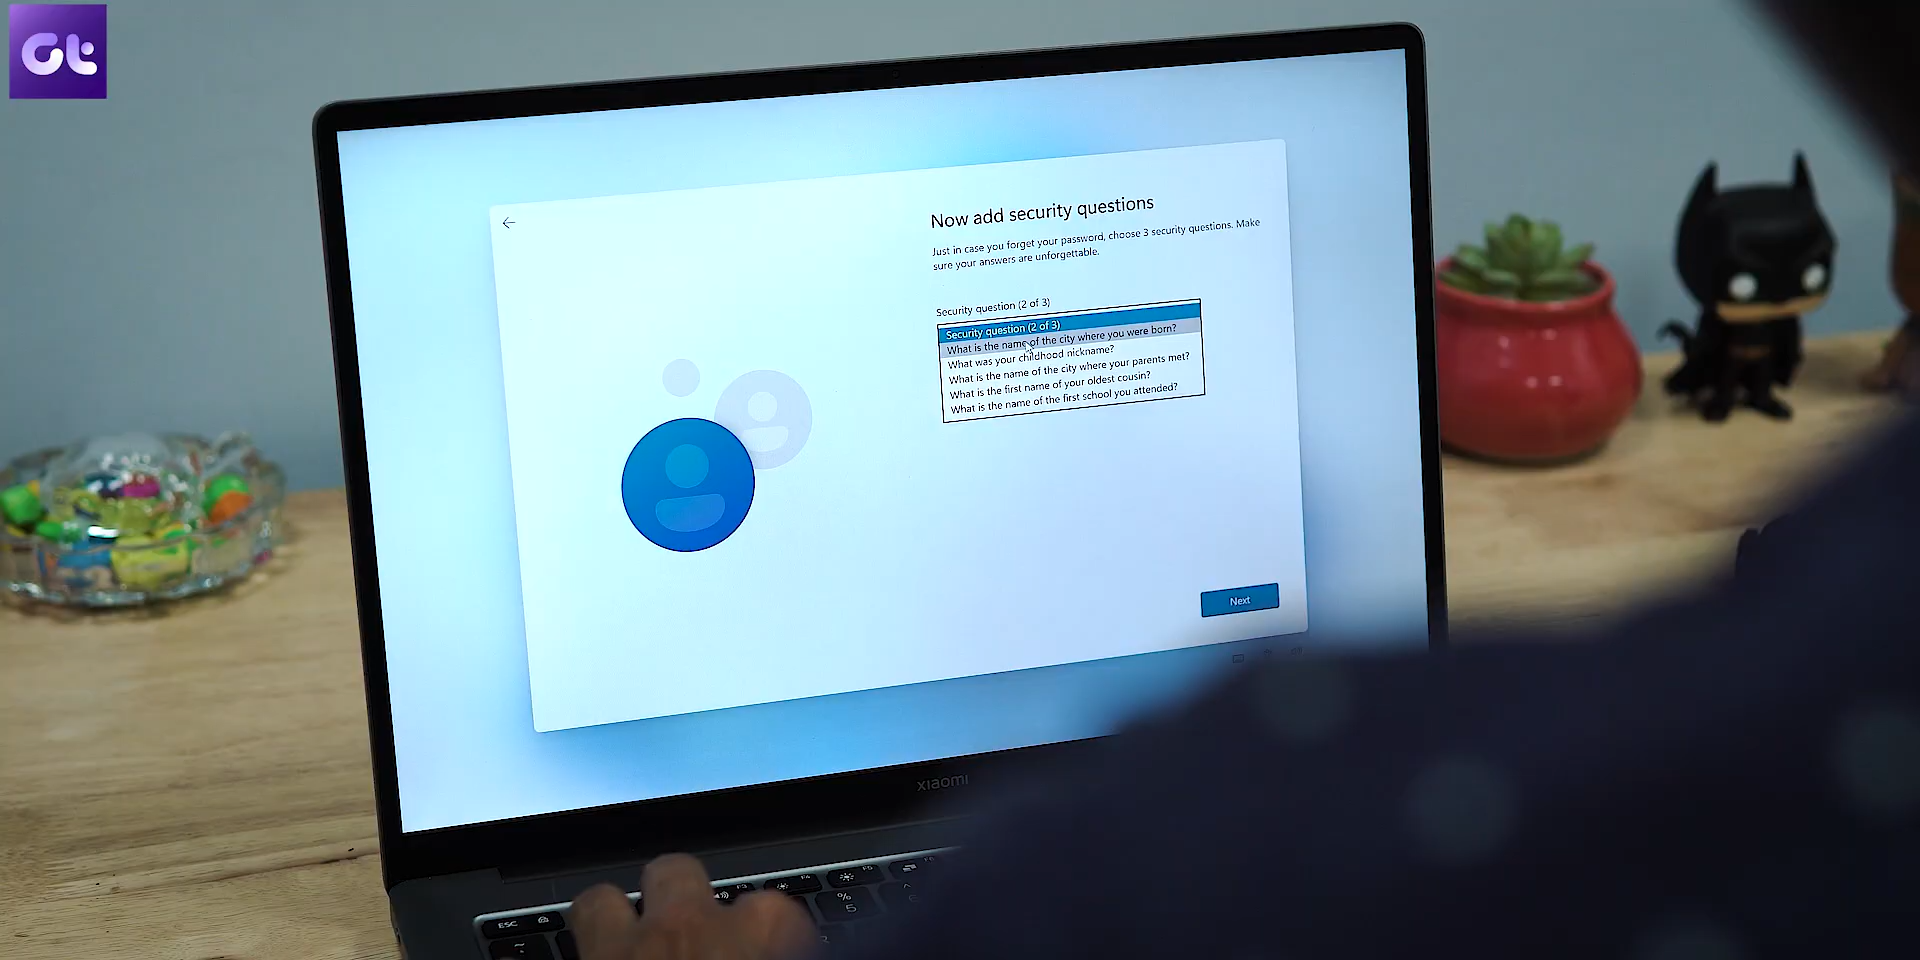 Gt
Now add security questions
Just in case you forget your password, choose 3 security questions. Make
sure your answers are unforgettable.
Security question (2 of 3)
Security question (2 of 3)
What is the name of the city where you were born?
What was your childhood nickname?
What is the name of the city where your parents met?
What is the first name of your oldest cousin?
What is the name of the first school you attended?
Next
xiaomi
F3 F4 F5
ESC
% 5
~